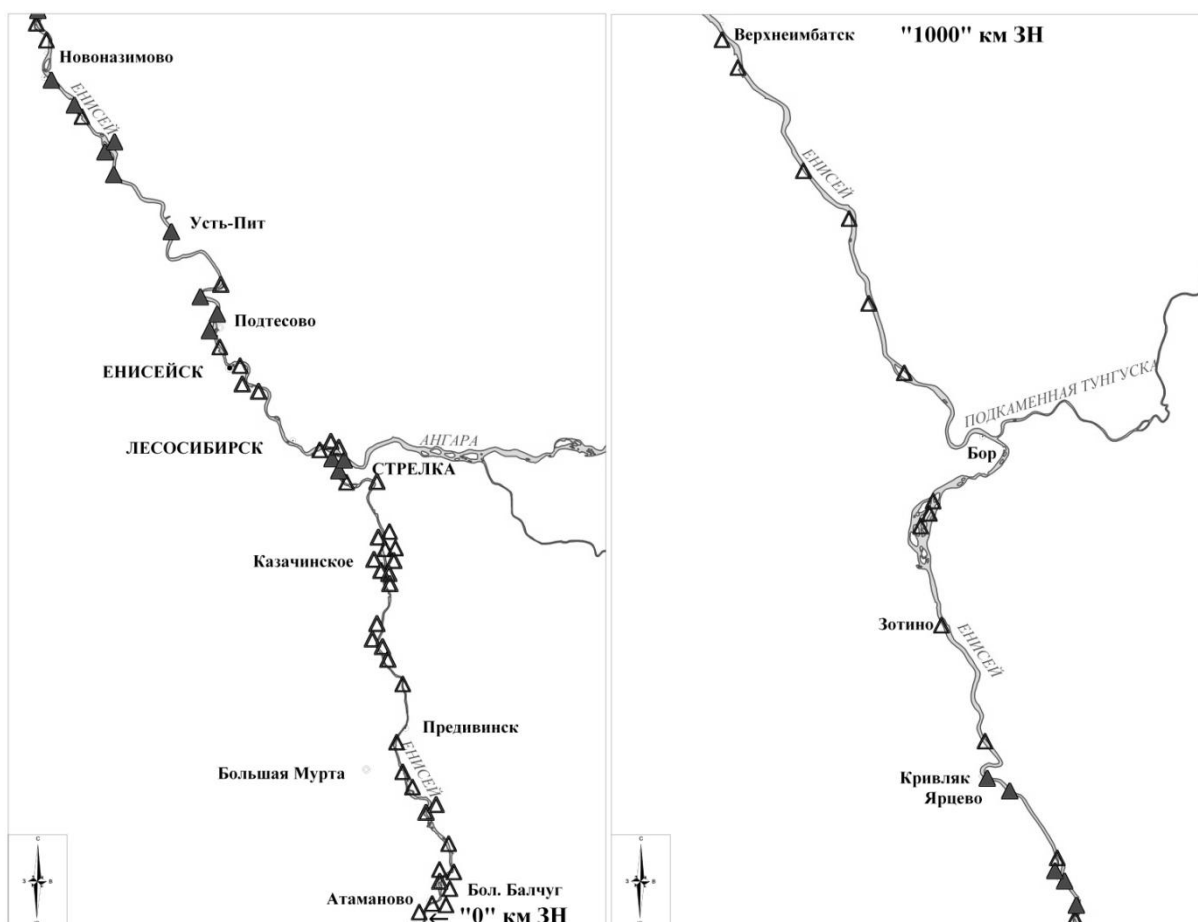 Новоназимово
ЕНИСЕЙ
Усть-Пит
Подтесово
ЕНИСЕЙСК
ЛЕСОСИБИРСК
АНГАРА
СТРЕЛКА
Казачинское
Предивинск
ЕНИСЕЙ
Большая Мурта
Атаманово
Бол. Балчуг
← "0" км ЗН
С
З
В
Ю
Верхнеимбатск
"1000" км ЗН
ЕНИСЕЙ
ПОДКАМЕННАЯ ТУНГУСКА
Бор
Зотино
ЕНИСЕЙ
Кривляк
Ярцево
С
З
В
Ю